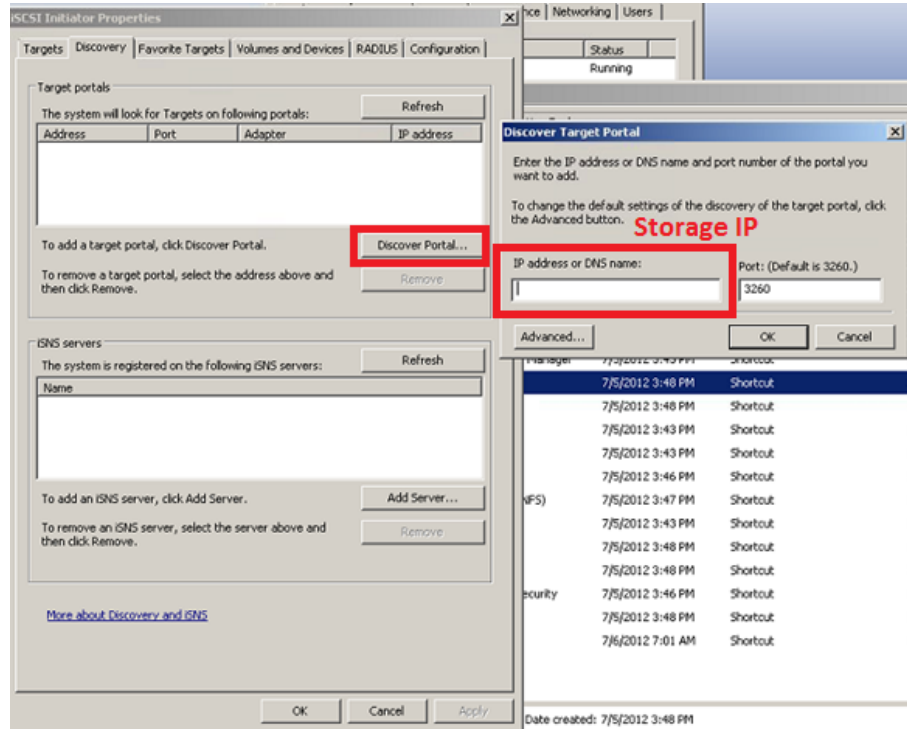 iSCSI Initiator Properties
Targets Discovery Favorite Targets Volumes and Devices RADIUS Configuration
Target portals
The system will look for Targets on following portals:
Refresh
Address Port Adapter IP address
To add a target portal, click Discover Portal.
Discover Portal...
To remove a target portal, select the address above and
then click Remove.
Remove
iSNS servers
The system is registered on the following iSNS servers:
Refresh
Name
To add an iSNS server, click Add Server.
Add Server...
To remove an iSNS server, select the server above and
then click Remove.
Remove
More about Discovery and iSNS
OK Cancel Apply
Networking Users
Status
Running
Discover Target Portal
Enter the IP address or DNS name and port number of the portal you
want to add.
To change the default settings of the discovery of the target portal, click
the Advanced button.
Storage IP
IP address or DNS name:
Port: (Default is 3260.)
3260
Advanced...
OK Cancel
Manager 7/5/2012 3:43 PM Shortcut
7/5/2012 3:48 PM Shortcut
7/5/2012 3:48 PM Shortcut
7/5/2012 3:43 PM Shortcut
7/5/2012 3:43 PM Shortcut
7/5/2012 3:46 PM Shortcut
NFS) 7/5/2012 3:47 PM Shortcut
7/5/2012 3:43 PM Shortcut
7/5/2012 3:48 PM Shortcut
7/5/2012 3:48 PM Shortcut
ecurity 7/5/2012 3:46 PM Shortcut
7/5/2012 3:48 PM Shortcut
7/6/2012 7:01 AM Shortcut
Date created: 7/5/2012 3:48 PM